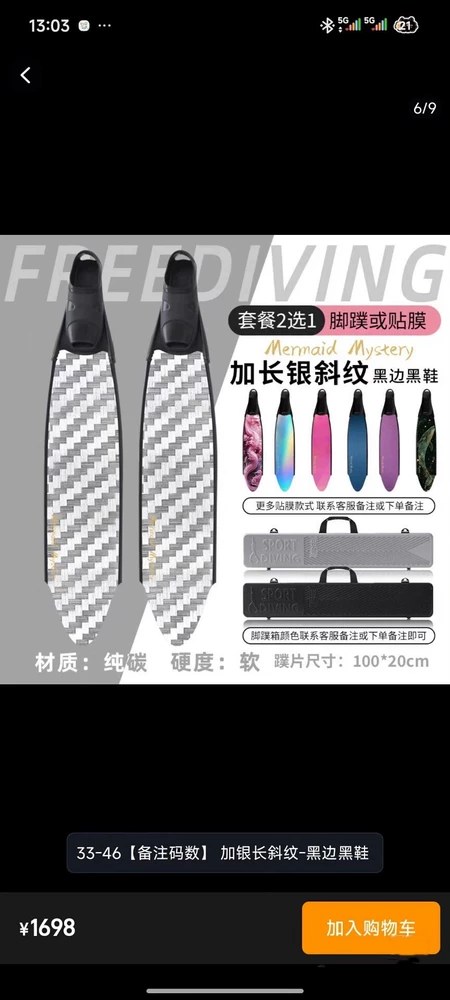 13:03
5G 5G 21
6/9
FREEDIVING
套餐2选1 脚蹼或贴膜
Mermaid Mystery
加长银斜纹 黑边黑鞋
更多贴膜款式 联系客服备注或下单备注
SPORT
DIVING
SPORT
DIVING
脚蹼箱颜色联系客服备注或下单备注即可
材质：纯碳 硬度：软 蹼片尺寸：100*20cm
33-46【备注码数】 加银长斜纹-黑边黑鞋
¥1698
加入购物车